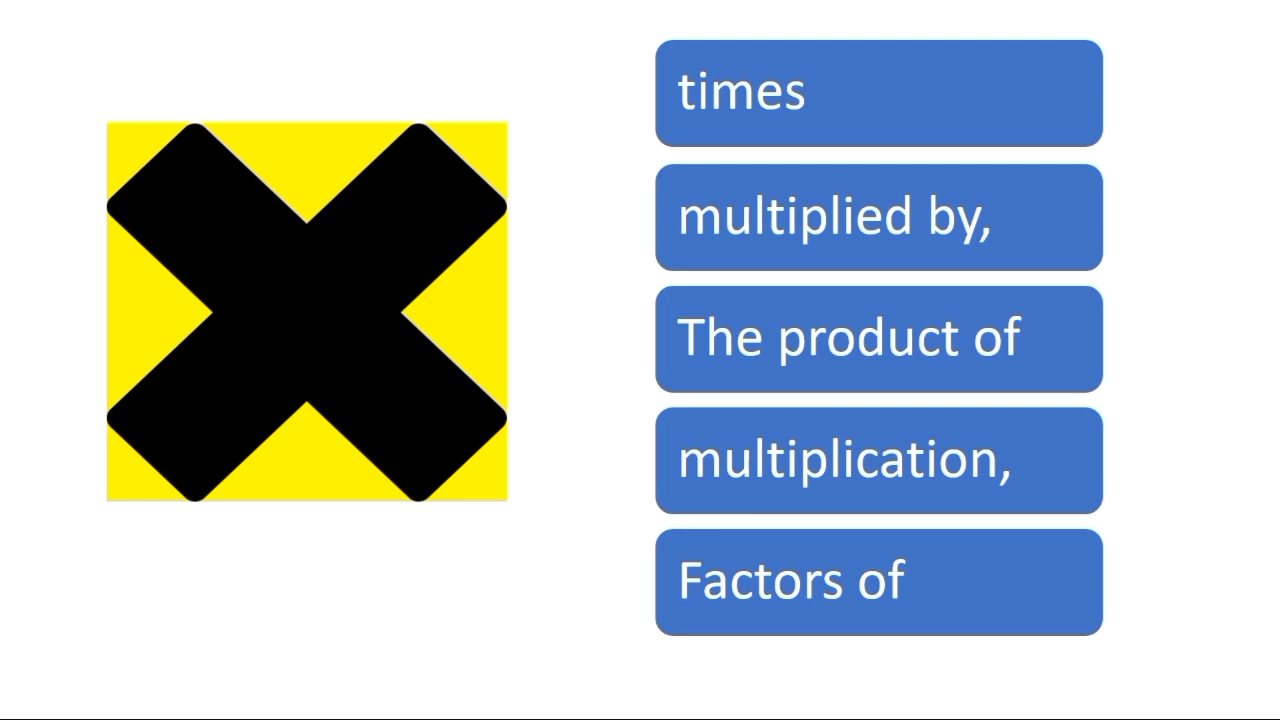 times
multiplied by,
The product of
multiplication,
Factors of